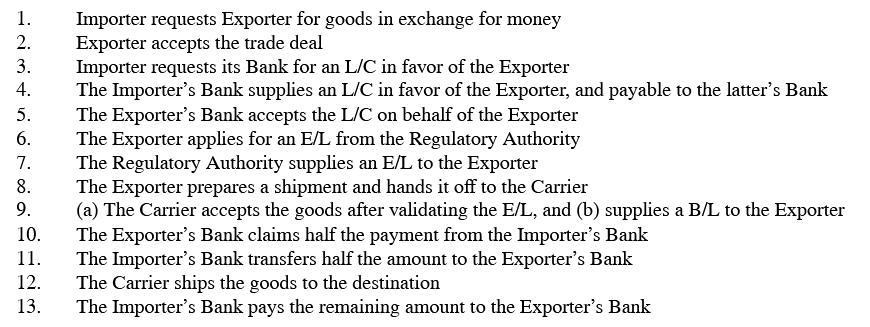 1. Importer requests Exporter for goods in exchange for money
2. Exporter accepts the trade deal
3. Importer requests its Bank for an L/C in favor of the Exporter
4. The Importer’s Bank supplies an L/C in favor of the Exporter, and payable to the latter’s Bank
5. The Exporter’s Bank accepts the L/C on behalf of the Exporter
6. The Exporter applies for an E/L from the Regulatory Authority
7. The Regulatory Authority supplies an E/L to the Exporter
8. The Exporter prepares a shipment and hands it off to the Carrier
9. (a) The Carrier accepts the goods after validating the E/L, and (b) supplies a B/L to the Exporter
10. The Exporter’s Bank claims half the payment from the Importer’s Bank
11. The Importer’s Bank transfers half the amount to the Exporter’s Bank
12. The Carrier ships the goods to the destination
13. The Importer’s Bank pays the remaining amount to the Exporter’s Bank